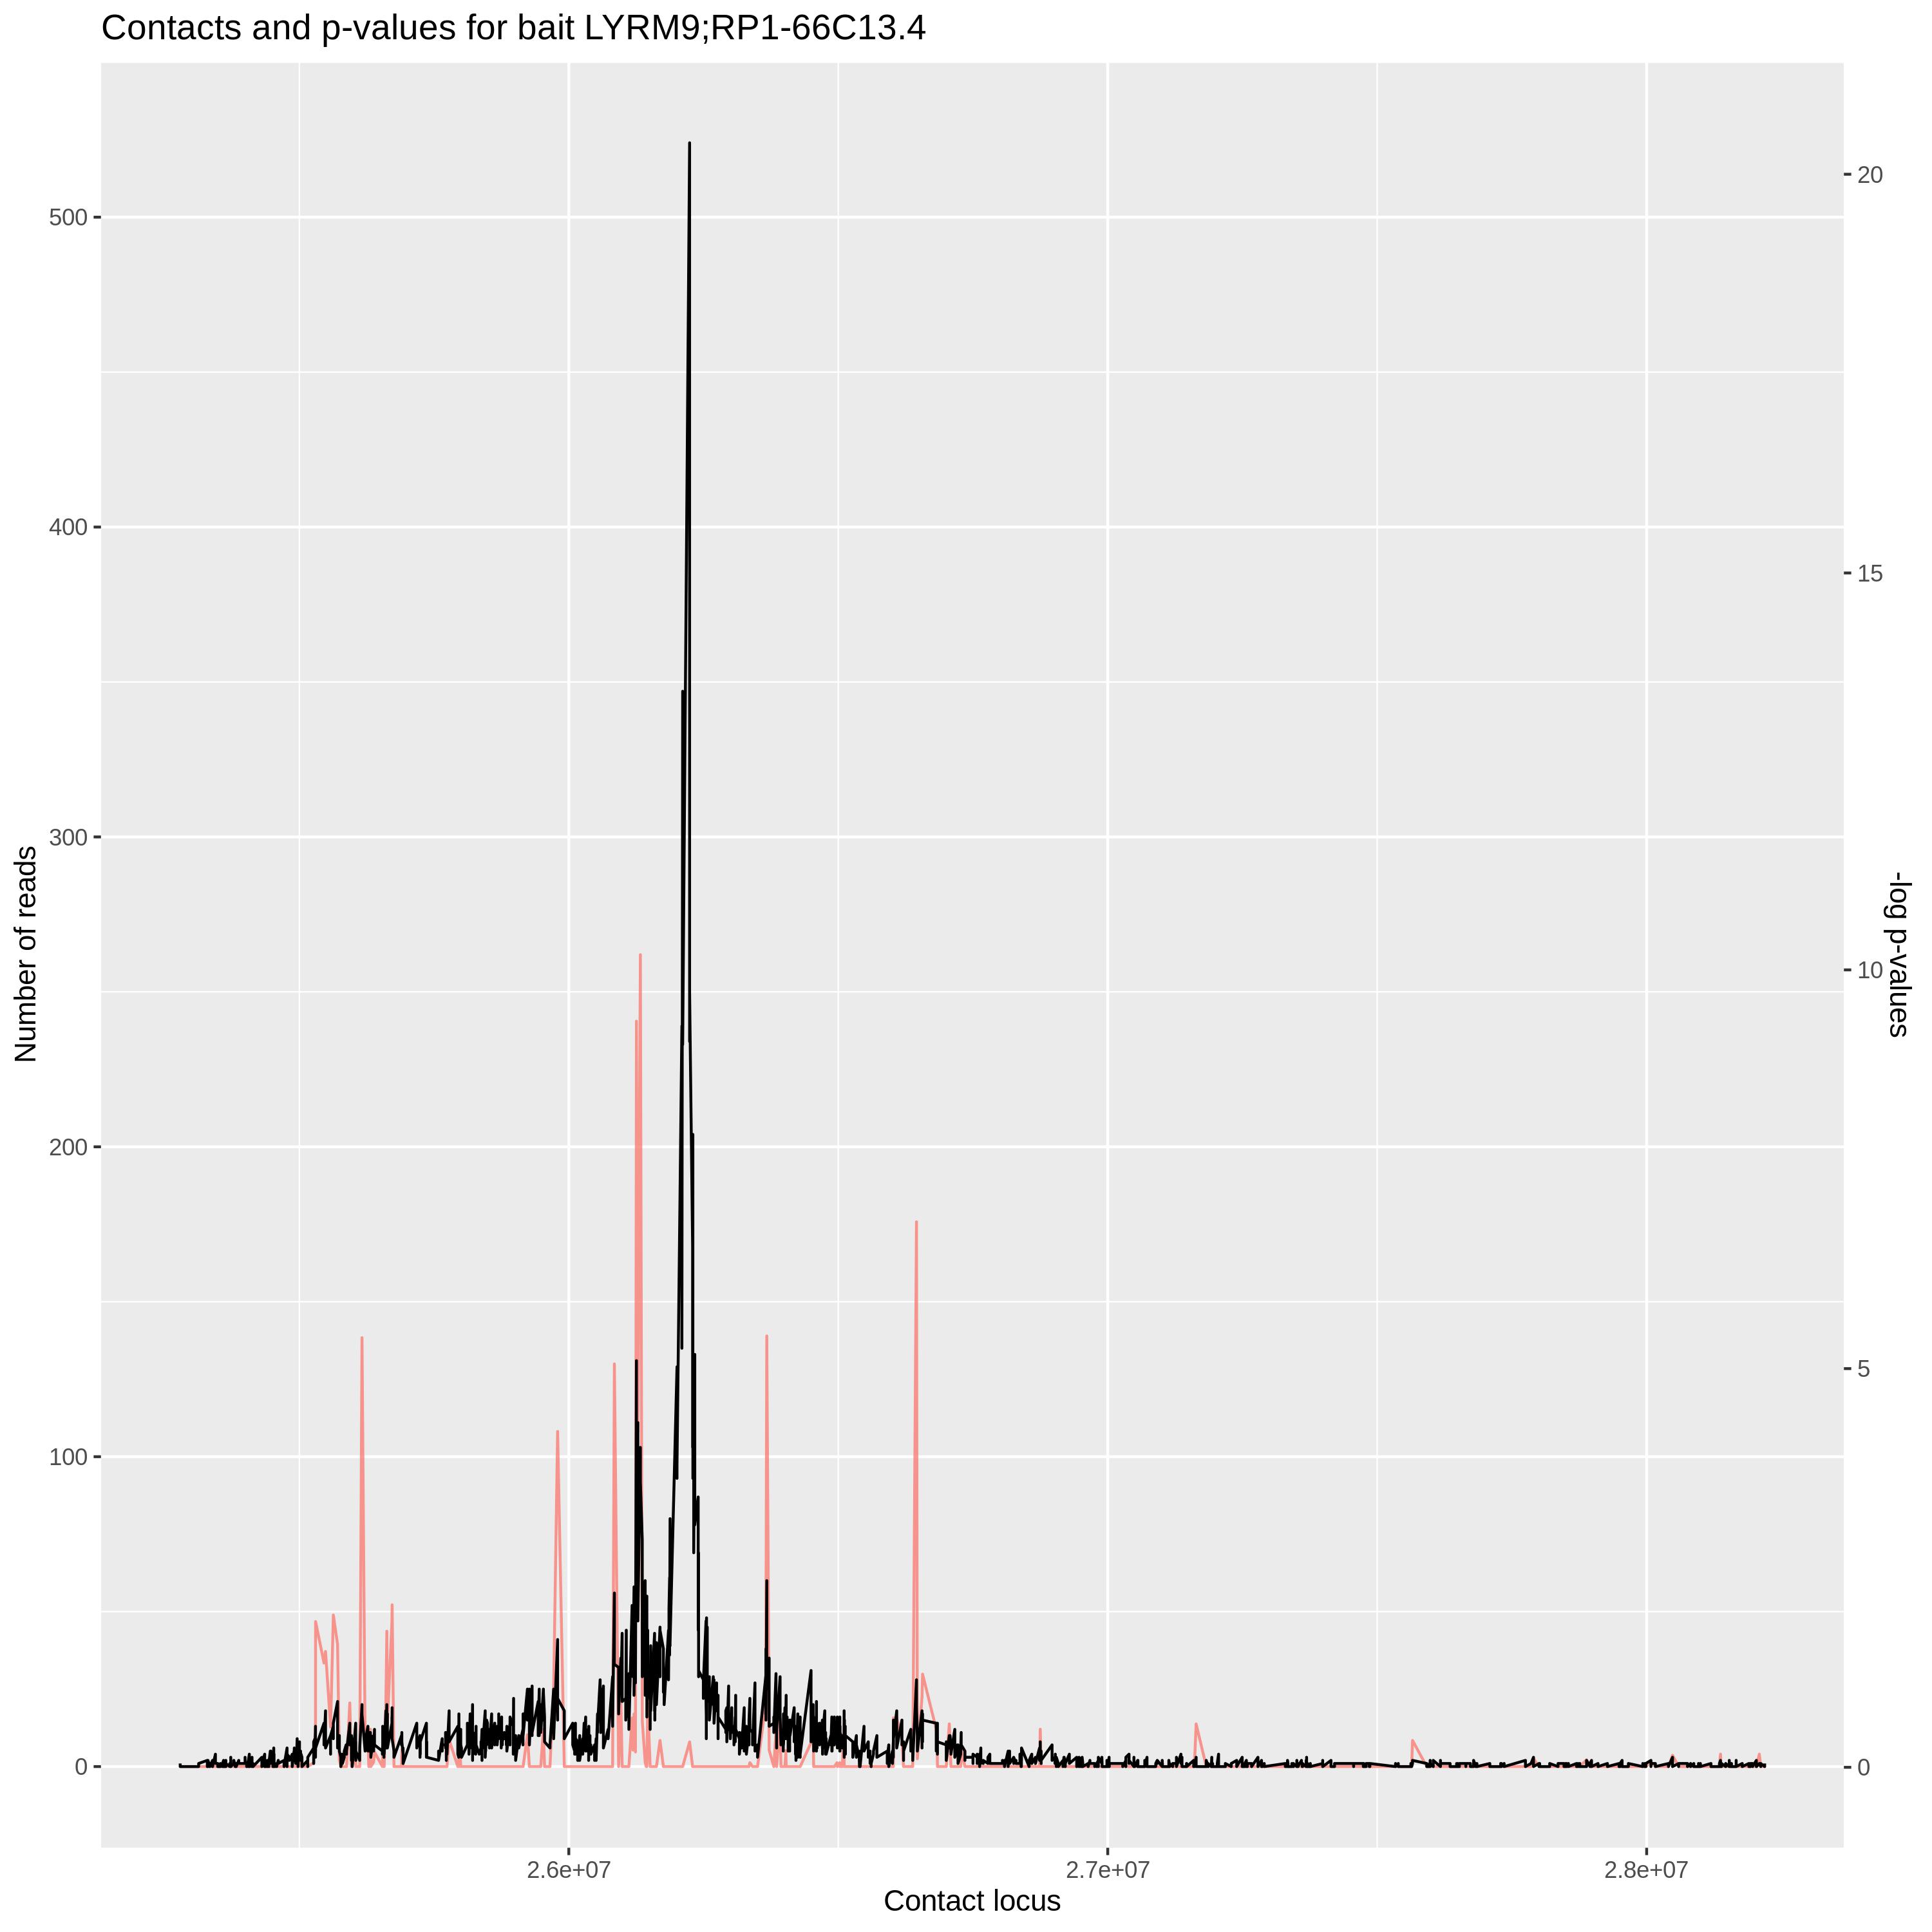 Contacts and p-values for bait LYRM9;RP1-66C13.4
500
400
300
200
100
0
Number of reads
20
15
10
5
0
-log p-values
2.6e+07
2.7e+07
2.8e+07
Contact locus